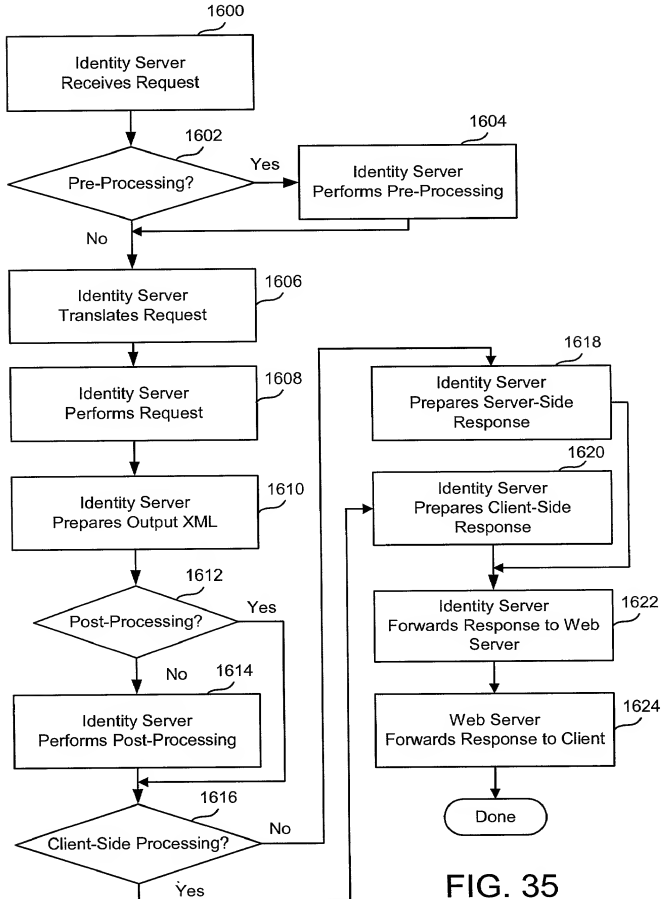 1600
Identity Server
Receives Request
1602
Pre-Processing?
Yes
1604
Identity Server
Performs Pre-Processing
No
1606
Identity Server
Translates Request
1608
Identity Server
Performs Request
1610
Identity Server
Prepares Output XML
1612
Post-Processing?
Yes
No
1614
Identity Server
Performs Post-Processing
1616
Client-Side Processing?
No
Yes
1618
Identity Server
Prepares Server-Side
Response
1620
Identity Server
Prepares Client-Side
Response
1622
Identity Server
Forwards Response to Web
Server
1624
Web Server
Forwards Response to Client
Done
FIG. 35